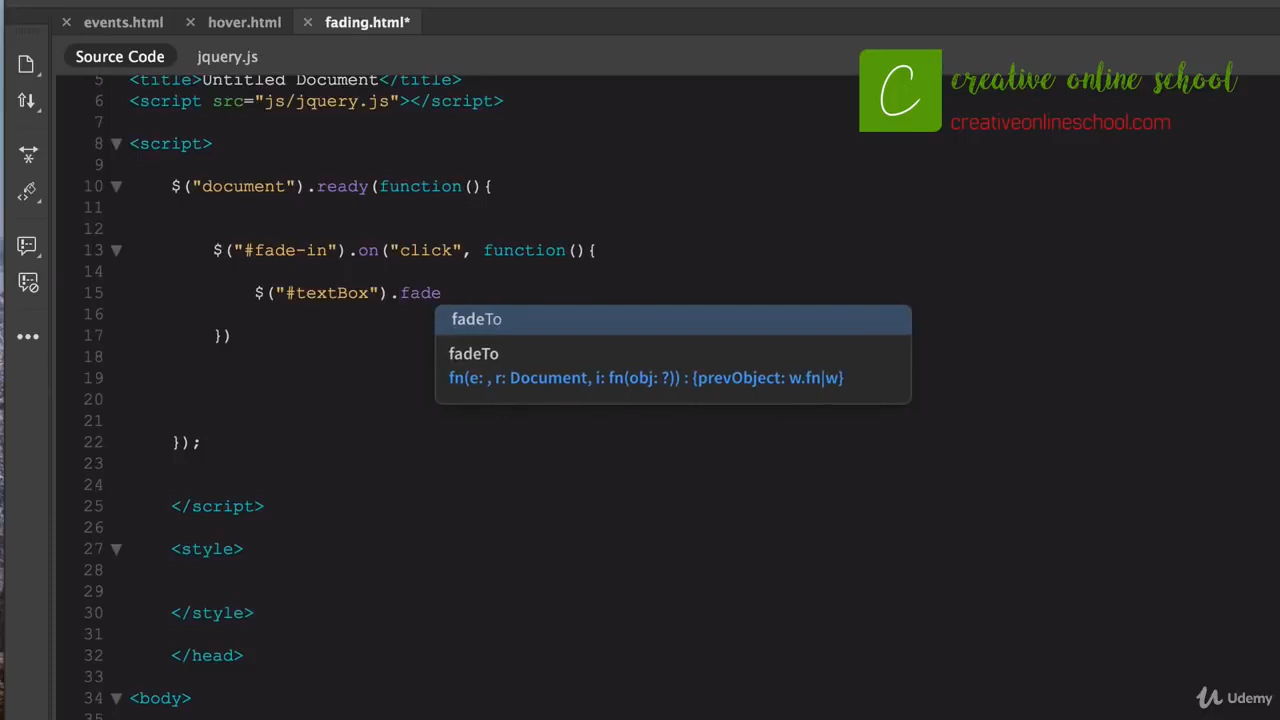 events.html hover.html fading.html*
Source Code jquery.js
creative online school
creativeonlineschool.com
C
5 <title>Untitled Document</title>
6 <script src="js/jquery.js"></script>
7
8 <script>
9
10 $("document").ready(function(){
11
12
13 $("#fade-in").on("click", function(){
14
15 $("#textBox").fade
fadeTo
16
fadeTo
17 })
fn(e: , r: Document, i: fn(obj: ?)) : {prevObject: w.fn|w}
18
19
20
21
22 });
23
24
25 </script>
26
27 <style>
28
29
30 </style>
31
32 </head>
33
34 <body>
35
Udemy